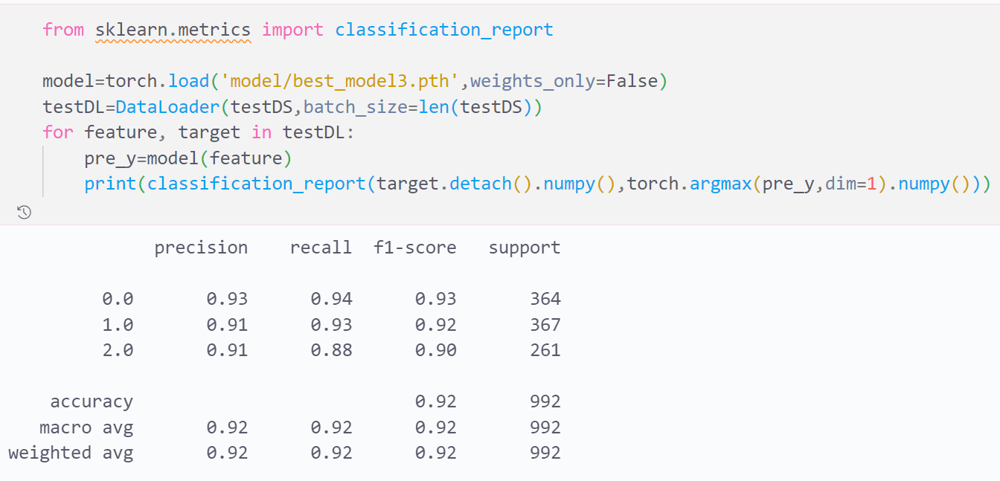 from sklearn.metrics import classification_report
model=torch.load('model/best_model3.pth',weights_only=False)
testDL=DataLoader(testDS,batch_size=len(testDS))
for feature, target in testDL:
    pre_y=model(feature)
    print(classification_report(target.detach().numpy(),torch.argmax(pre_y,dim=1).numpy()))
precision recall f1-score support
0.0 0.93 0.94 0.93 364
1.0 0.91 0.93 0.92 367
2.0 0.91 0.88 0.90 261
accuracy 0.92 992
macro avg 0.92 0.92 0.92 992
weighted avg 0.92 0.92 0.92 992